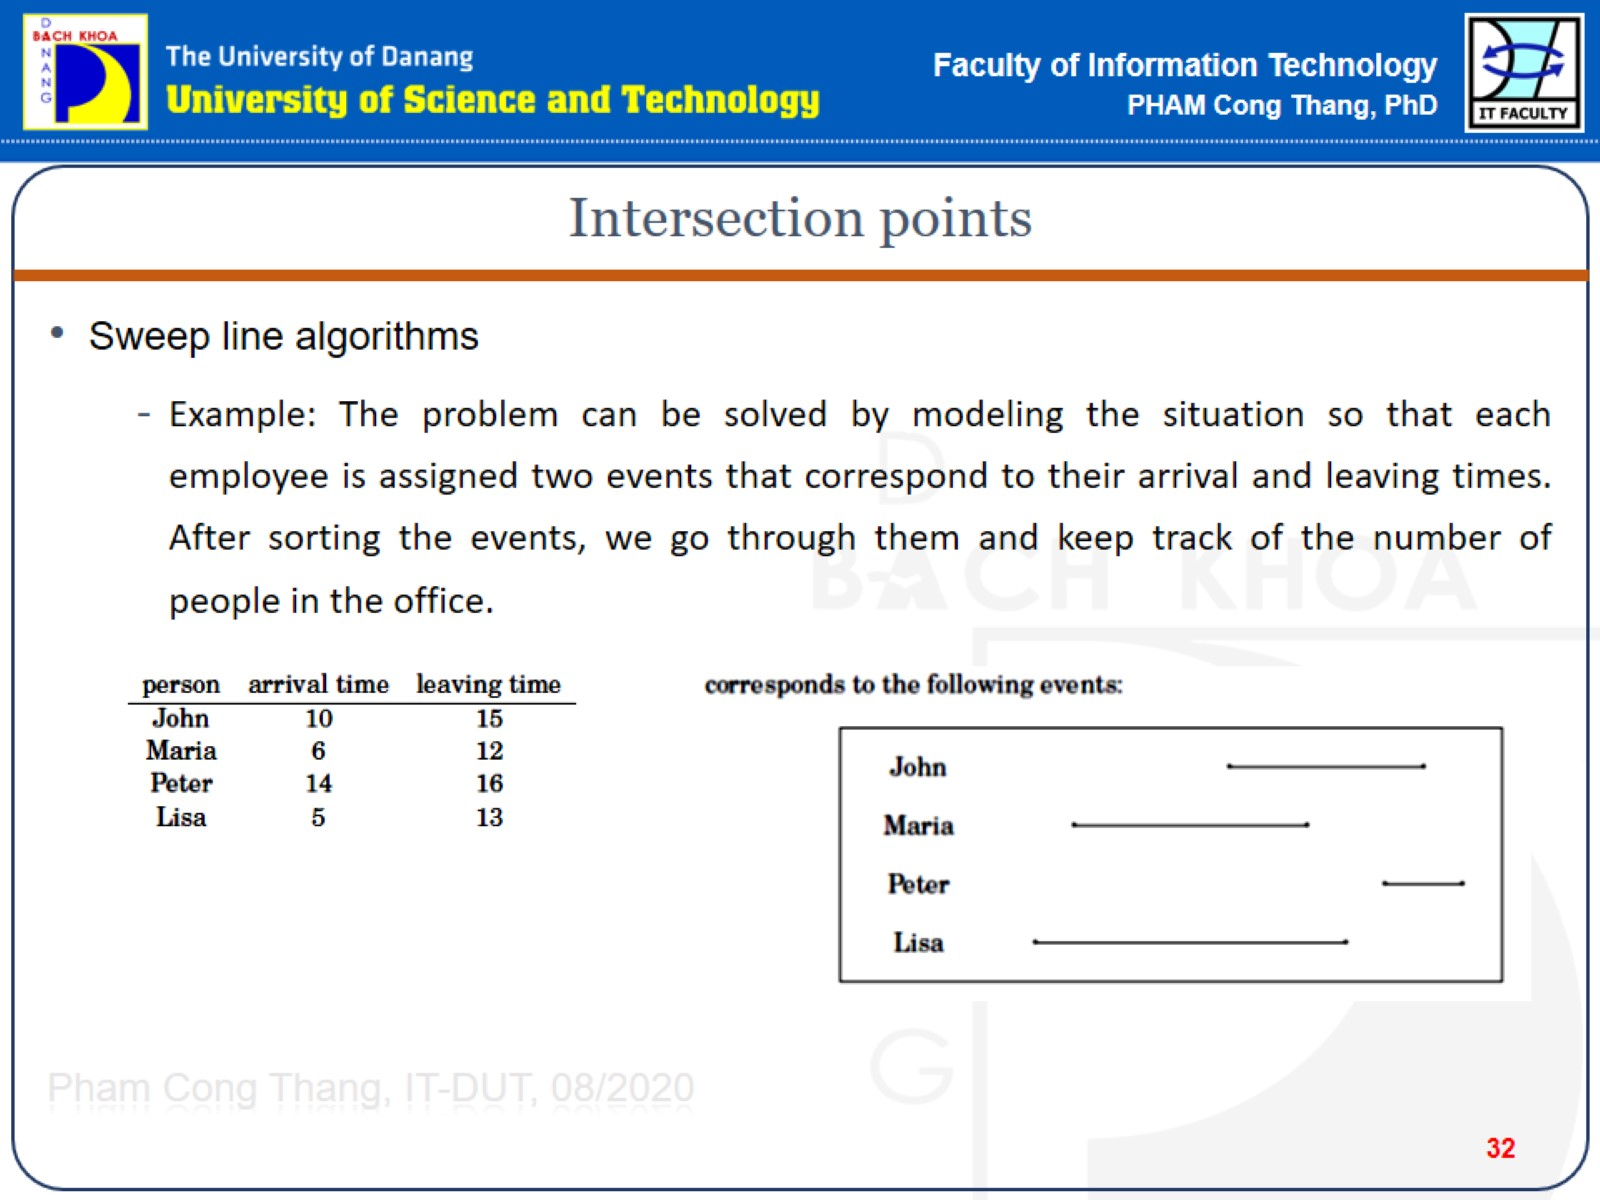 D
BACH KHOA
N
A
N
G
The University of Danang
University of Science and Technology
Faculty of Information Technology
PHAM Cong Thang, PhD
IT FACULTY
Intersection points
• Sweep line algorithms
- Example: The problem can be solved by modeling the situation so that each
employee is assigned two events that correspond to their arrival and leaving times.
After sorting the events, we go through them and keep track of the number of
people in the office.
person arrival time leaving time
John 10 15
Maria 6 12
Peter 14 16
Lisa 5 13
corresponds to the following events:
John
Maria
Peter
Lisa
D
BACH KHOA
G
Pham Cong Thang, IT-DUT, 08/2020
32